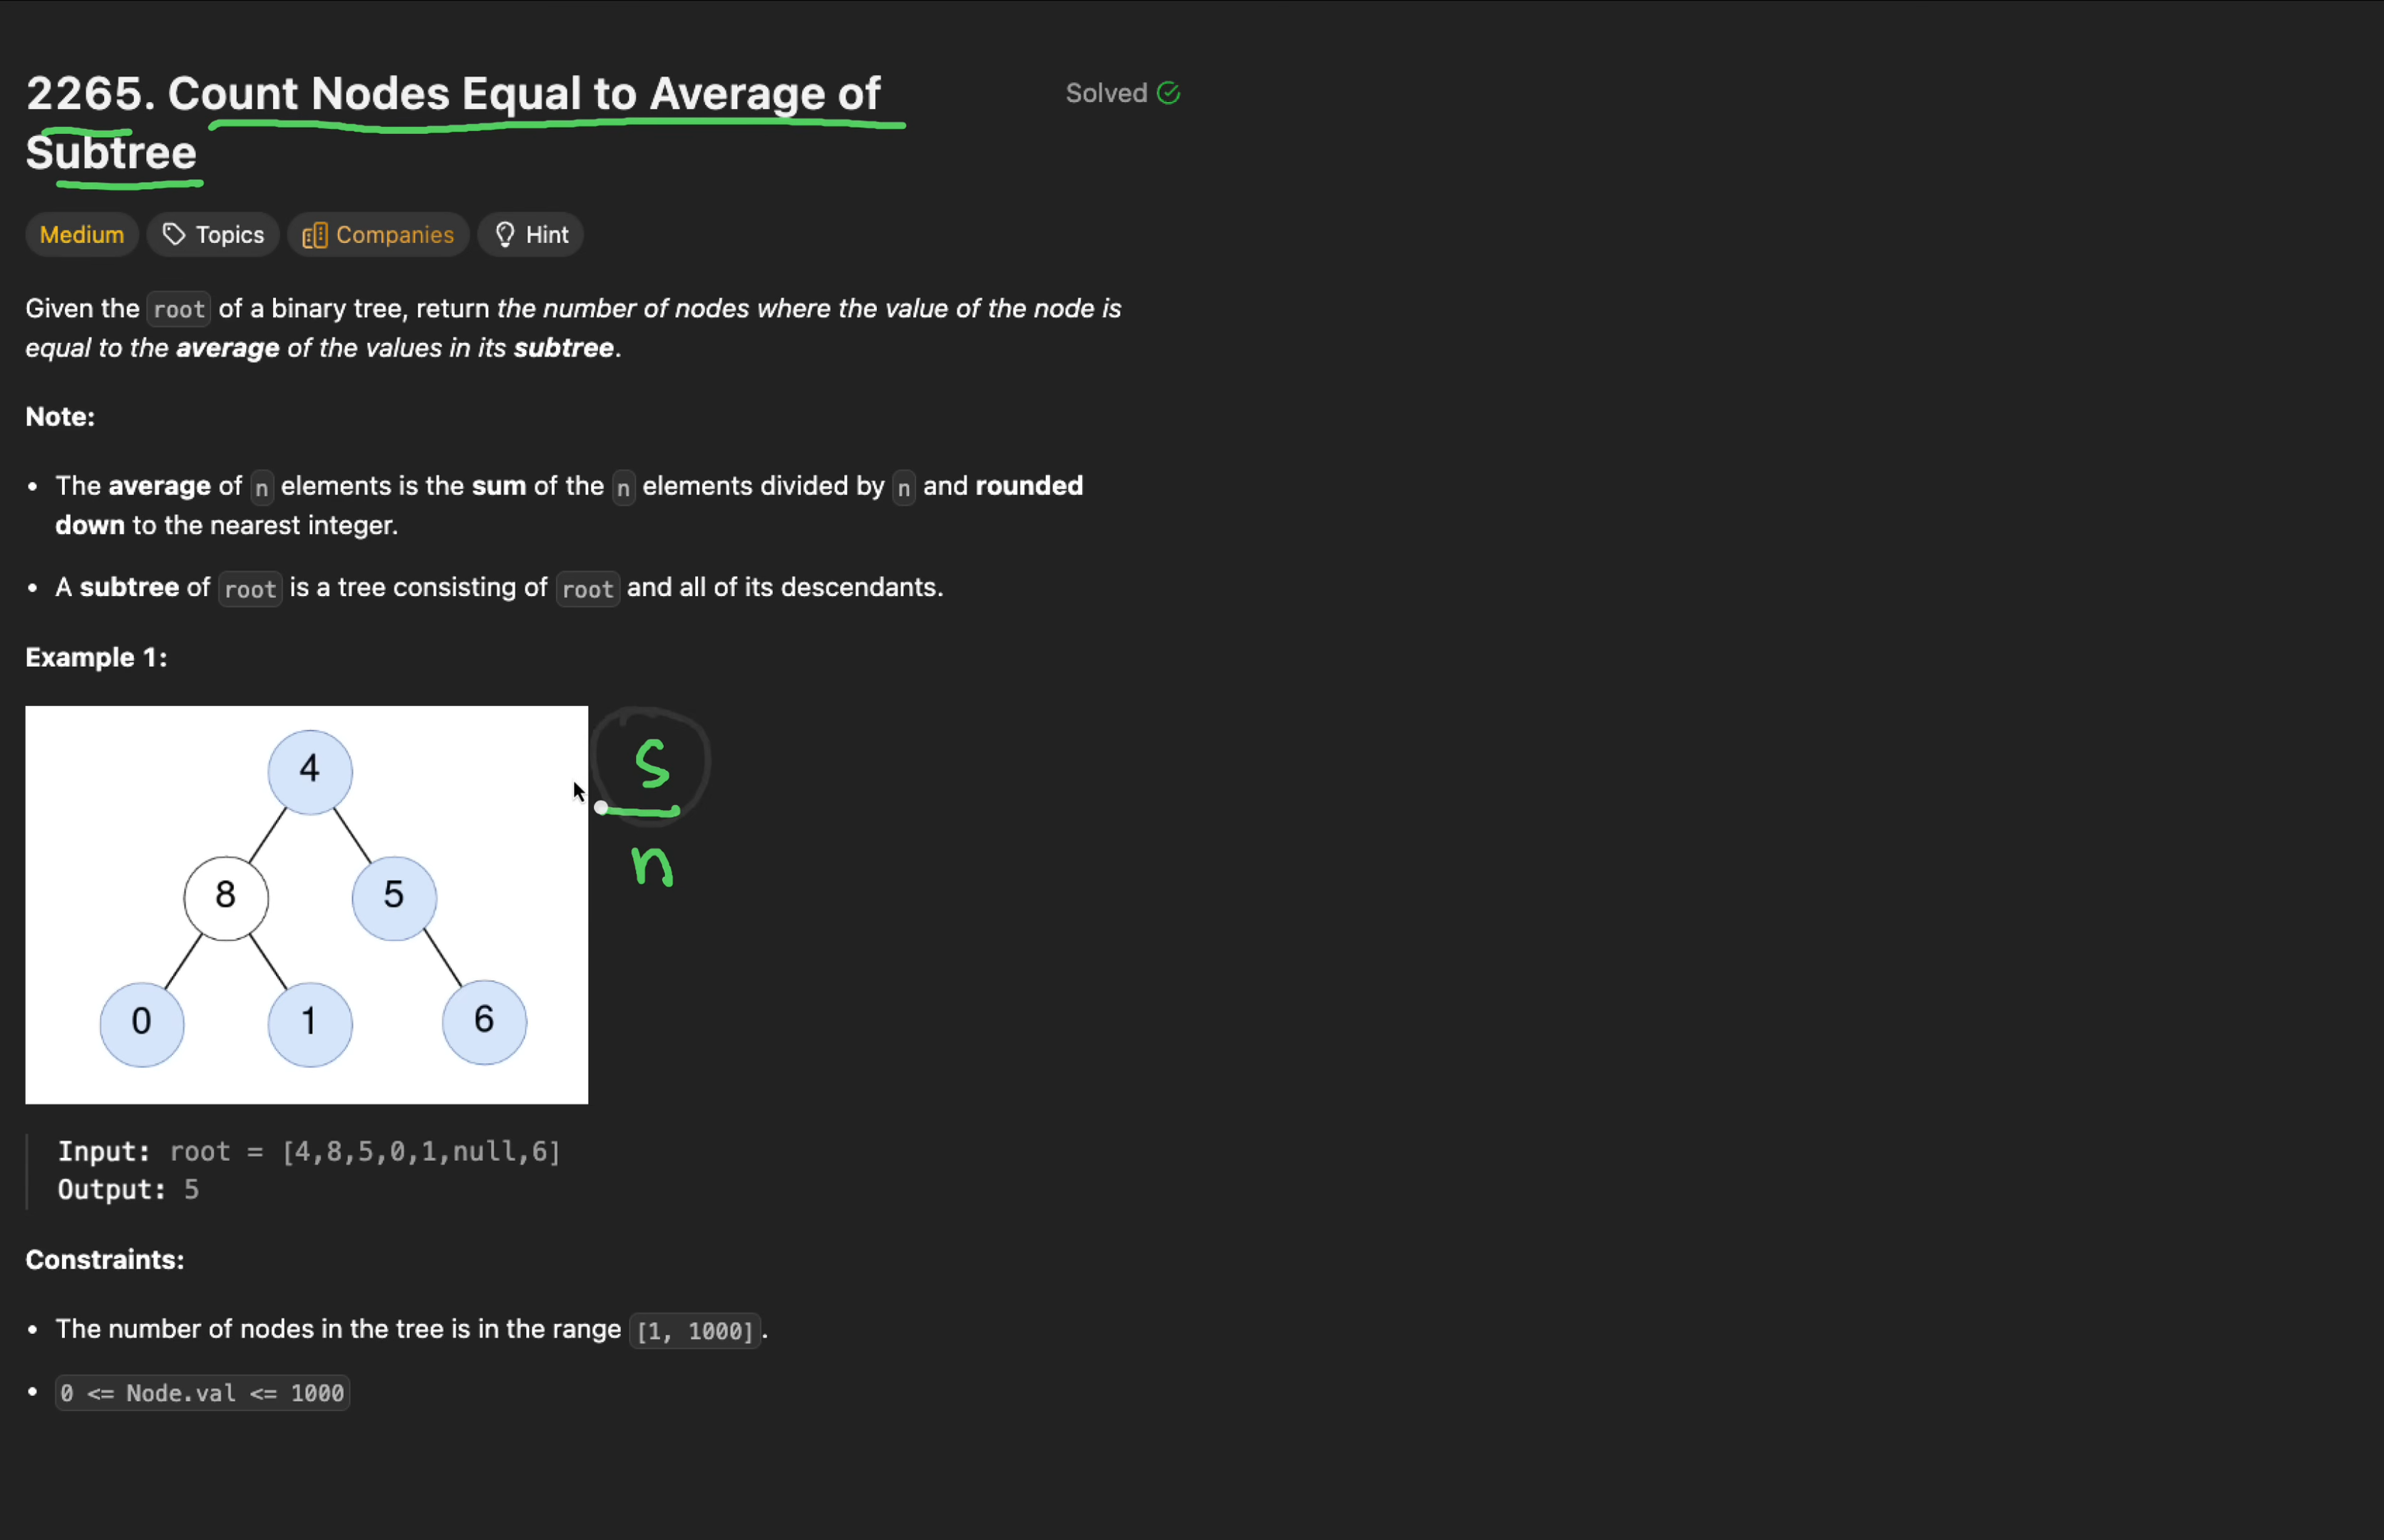 2265. Count Nodes Equal to Average of
Subtree
Solved
Medium Topics Companies Hint
Given the root of a binary tree, return the number of nodes where the value of the node is
equal to the average of the values in its subtree.
Note:
• The average of n elements is the sum of the n elements divided by n and rounded
down to the nearest integer.
• A subtree of root is a tree consisting of root and all of its descendants.
Example 1:
4
8 5
0 1 6
S
n
Input: root = [4,8,5,0,1,null,6]
Output: 5
Constraints:
• The number of nodes in the tree is in the range [1, 1000].
• 0 <= Node.val <= 1000